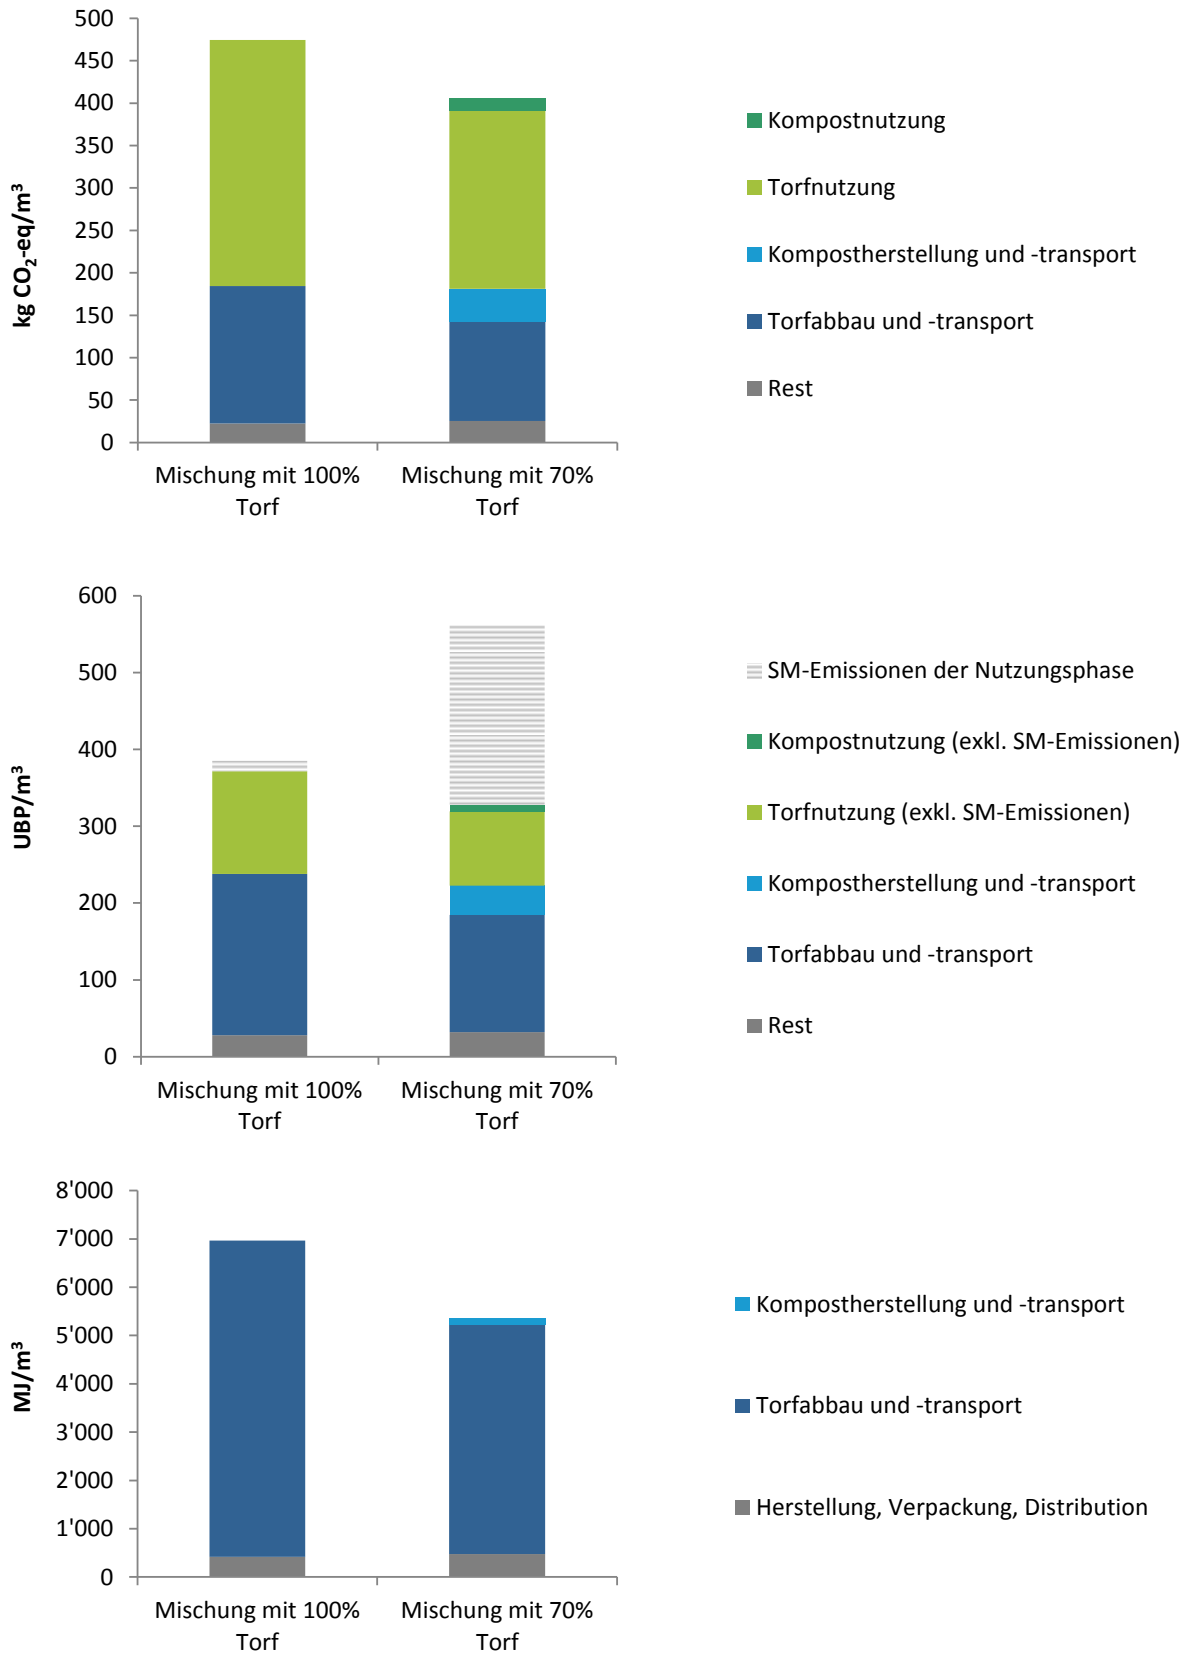 500
450
400
350
300
250
200
150
100
50
0
kg CO₂-eq/m³
Mischung mit 100%
Torf
Mischung mit 70%
Torf
Kompostnutzung
Torfnutzung
Kompostherstellung und -transport
Torfabbau und -transport
Rest
600
500
400
300
200
100
0
UBP/m³
Mischung mit 100%
Torf
Mischung mit 70%
Torf
SM-Emissionen der Nutzungsphase
Kompostnutzung (exkl. SM-Emissionen)
Torfnutzung (exkl. SM-Emissionen)
Kompostherstellung und -transport
Torfabbau und -transport
Rest
8'000
7'000
6'000
5'000
4'000
3'000
2'000
1'000
0
MJ/m³
Mischung mit 100%
Torf
Mischung mit 70%
Torf
Kompostherstellung und -transport
Torfabbau und -transport
Herstellung, Verpackung, Distribution